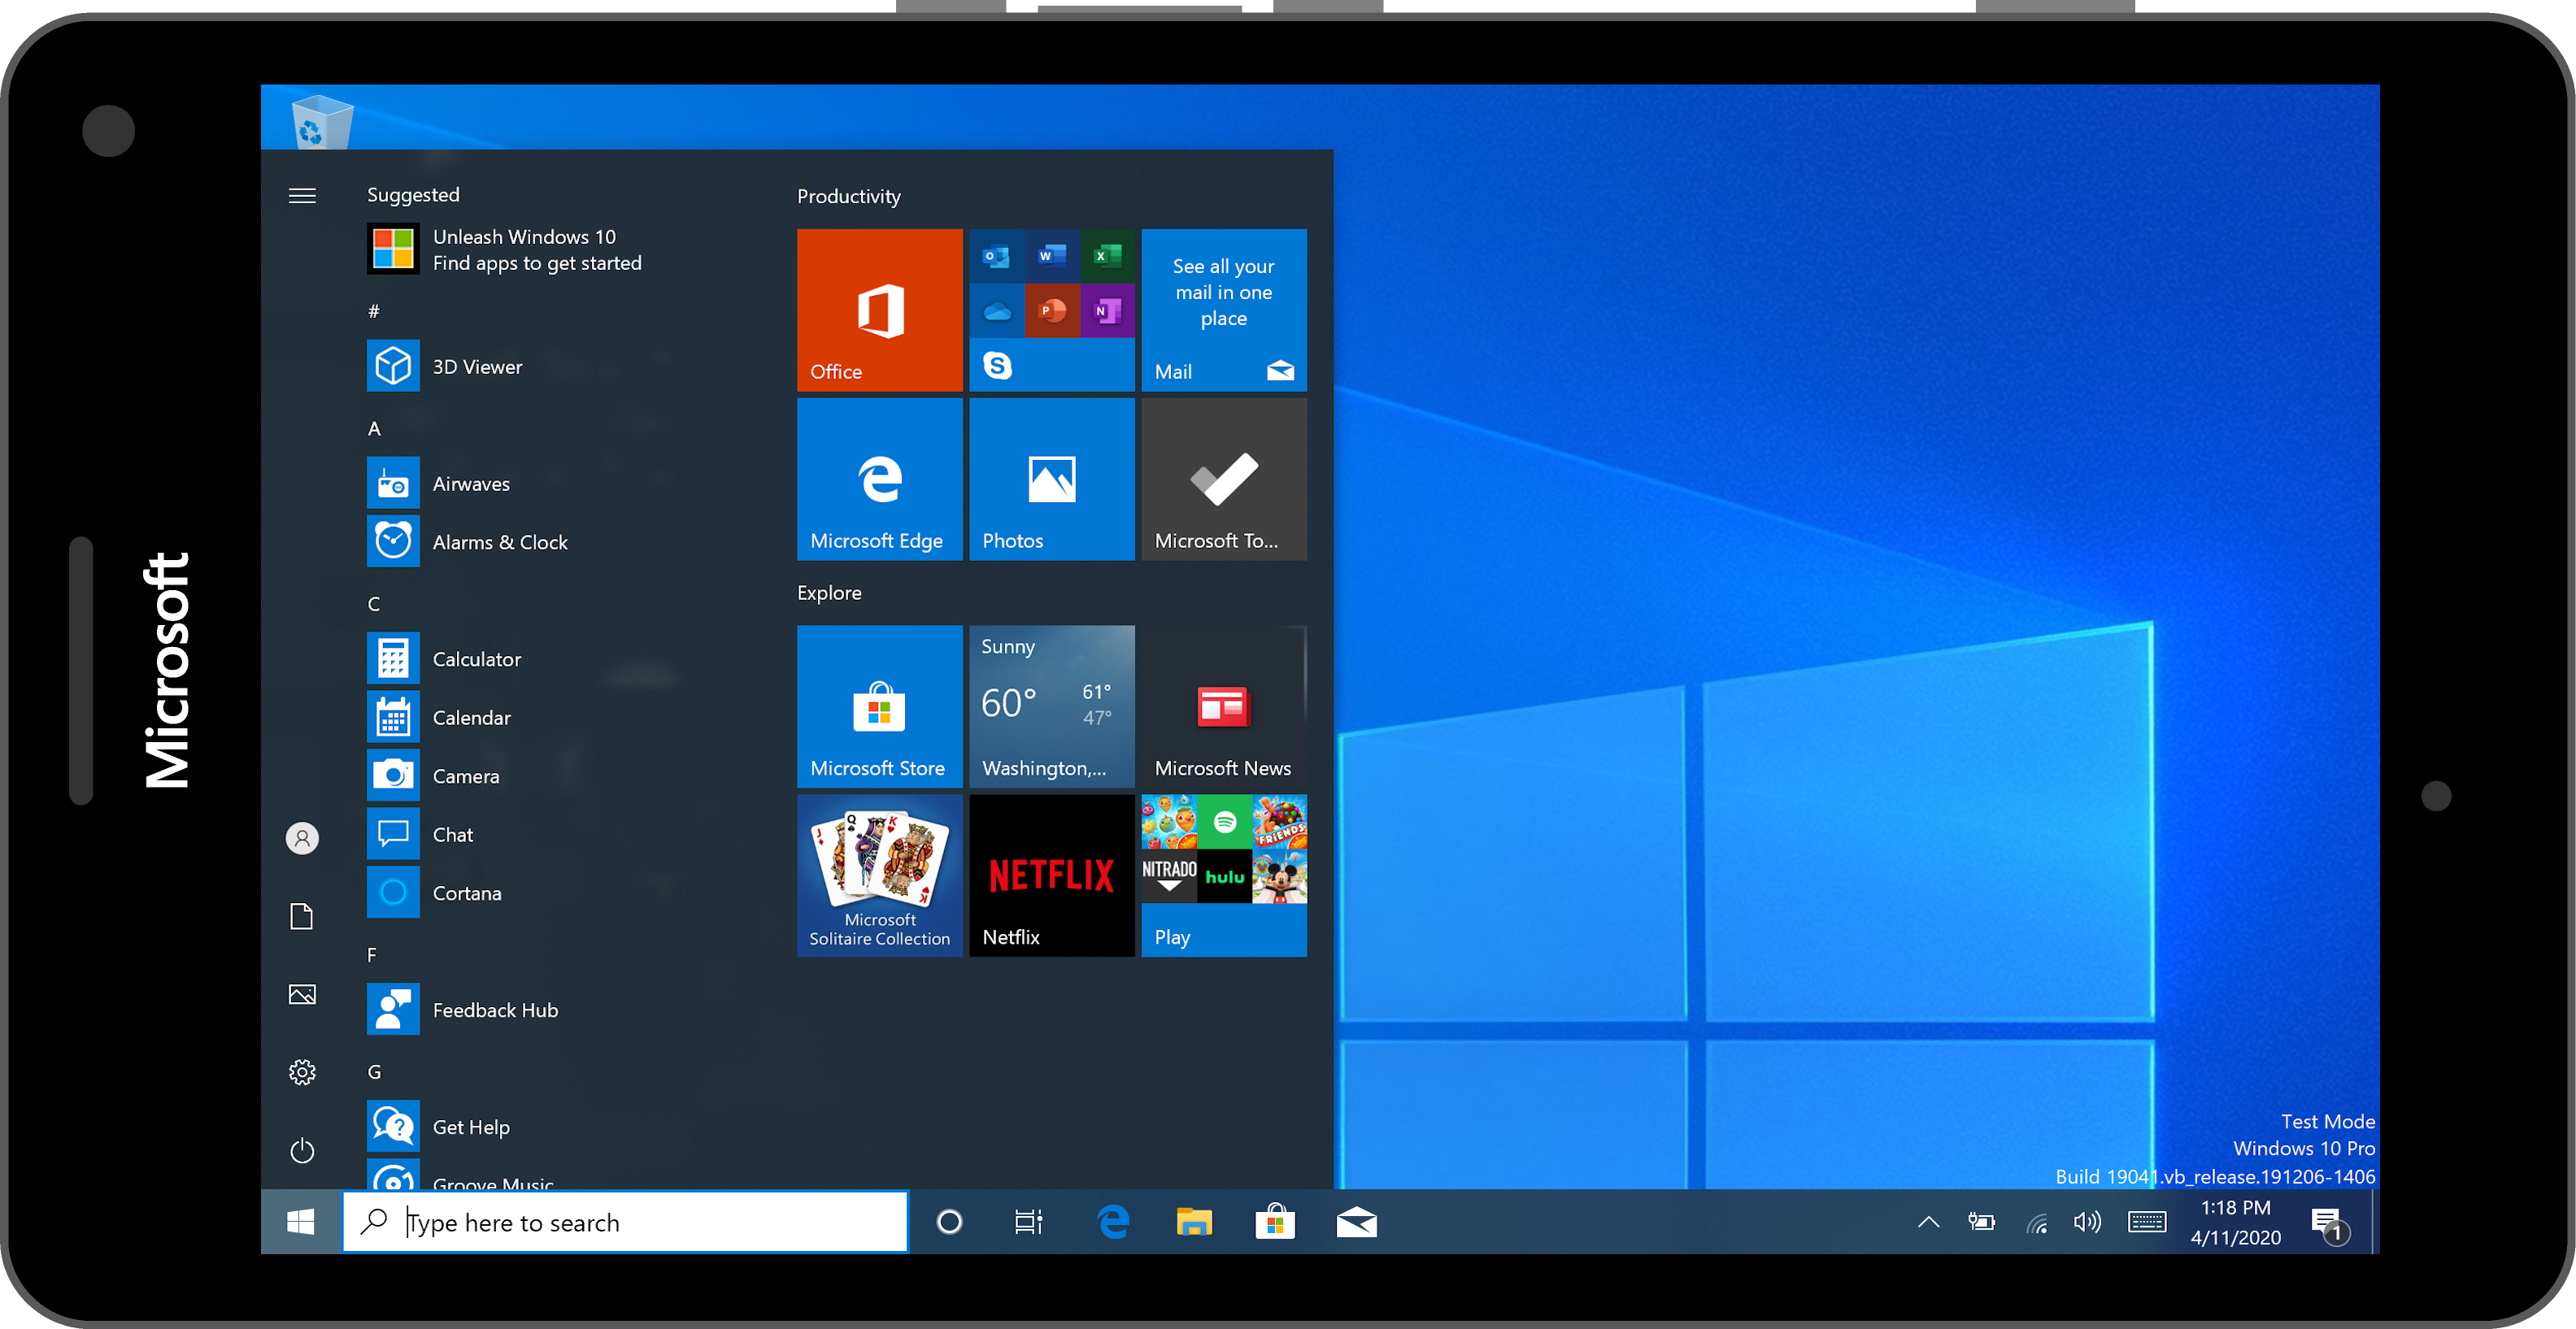 Microsoft
Suggested
Unleash Windows 10
Find apps to get started
#
3D Viewer
A
Airwaves
Alarms & Clock
C
Calculator
Calendar
Camera
Chat
Cortana
F
Feedback Hub
G
Get Help
Groove Music
Productivity
Office
O
W
X
P
N
S
See all your
mail in one
place
Mail
Microsoft Edge
Photos
Microsoft To...
Explore
Microsoft Store
Sunny
60°
61°
47°
Washington,...
Microsoft News
J
Q
K
K
Microsoft
Solitaire Collection
NETFLIX
Netflix
FRIENDS
NITRADO
hulu
Play
Test Mode
Windows 10 Pro
Build 19041.vb_release.191206-1406
Type here to search
1:18 PM
4/11/2020
1